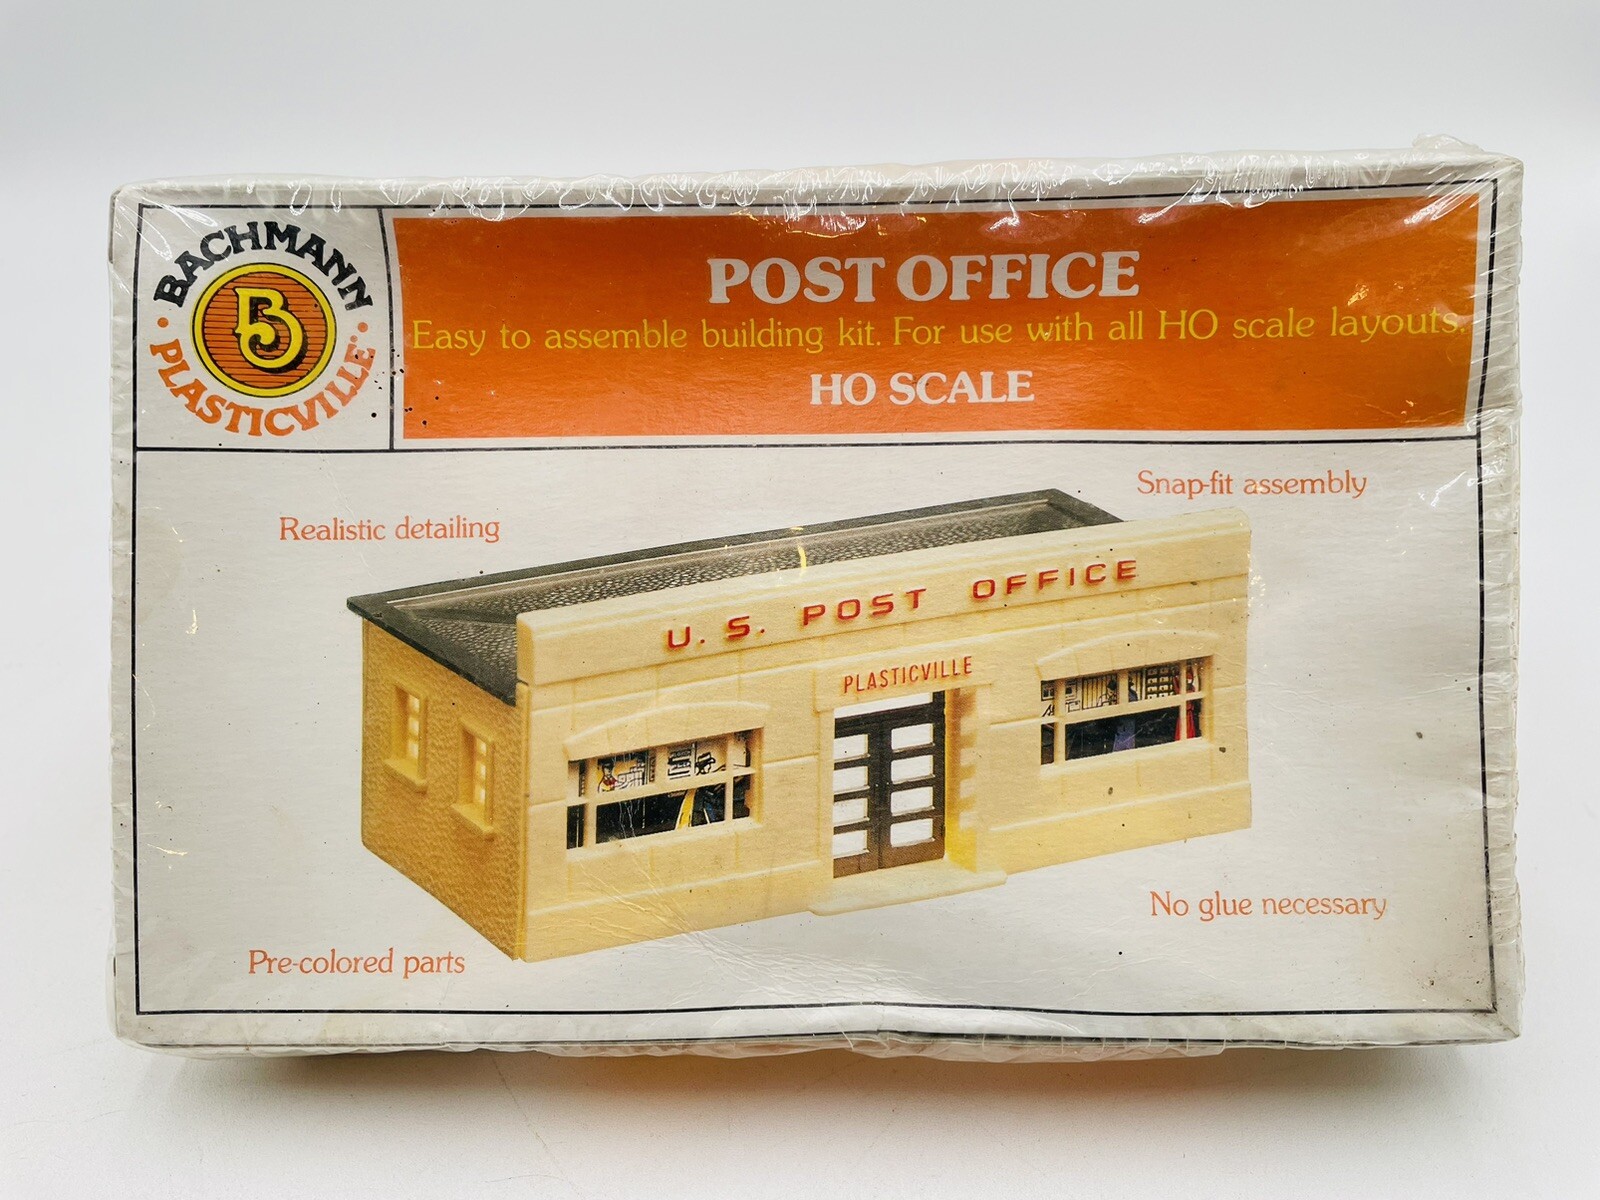 BACHMANN
B
• PLASTICVILLE •
POST OFFICE
Easy to assemble building kit. For use with all HO scale layouts.
HO SCALE
Snap-fit assembly
Realistic detailing
U. S. POST OFFICE
PLASTICVILLE
No glue necessary
Pre-colored parts